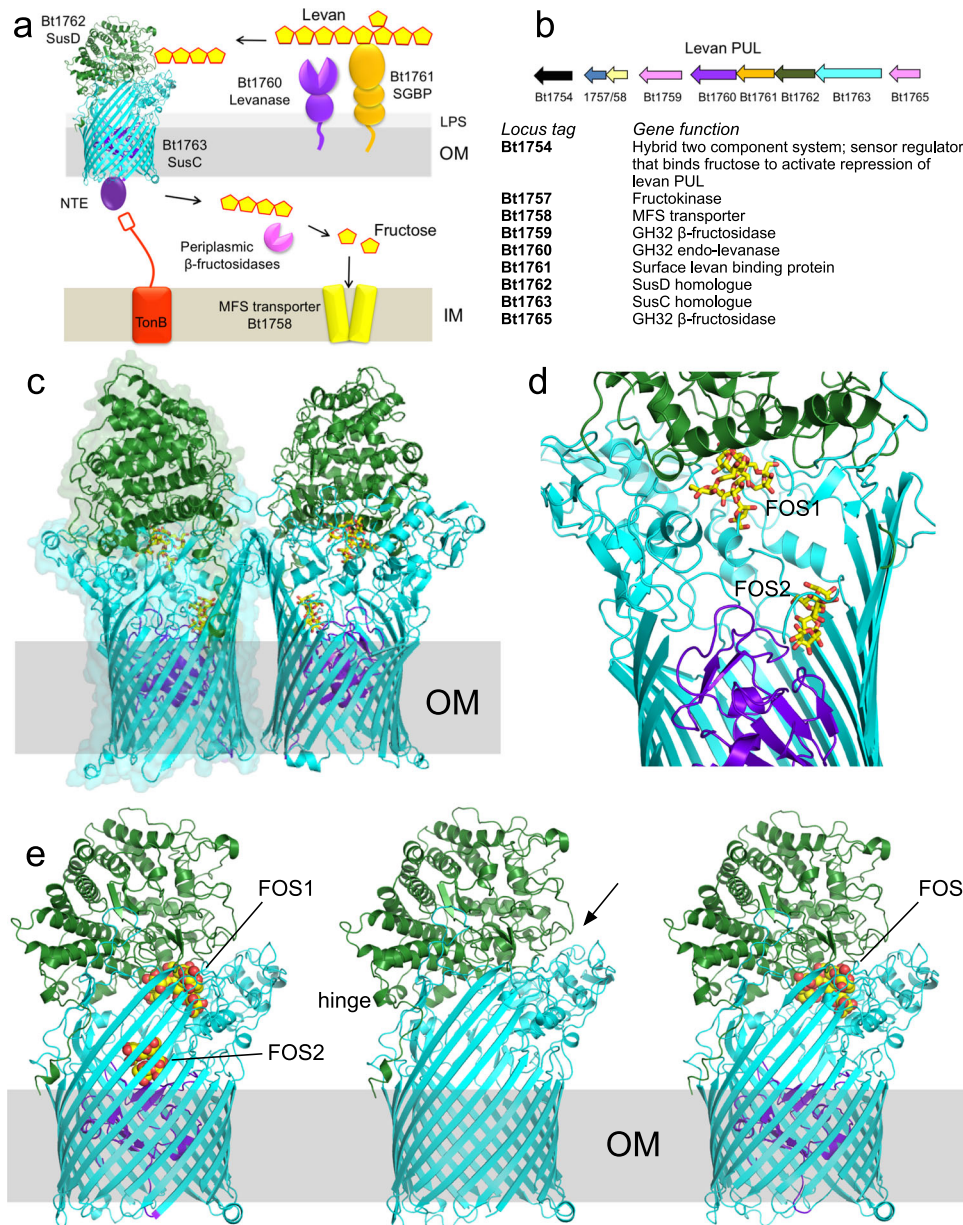 a
Bt1762
SusD
Levan
Bt1760
Levanase
Bt1761
SGBP
LPS
OM
Bt1763
SusC
NTE
Periplasmic
β-fructosidases
Fructose
MFS transporter
Bt1758
TonB
IM
b
Levan PUL
Bt1754 1757/58 Bt1759 Bt1760 Bt1761 Bt1762 Bt1763 Bt1765
Locus tag Gene function
Bt1754 Hybrid two component system; sensor regulator
that binds fructose to activate repression of
levan PUL
Bt1757 Fructokinase
Bt1758 MFS transporter
Bt1759 GH32 β-fructosidase
Bt1760 GH32 endo-levanase
Bt1761 Surface levan binding protein
Bt1762 SusD homologue
Bt1763 SusC homologue
Bt1765 GH32 β-fructosidase
c
OM
d
FOS1
FOS2
e
FOS1
FOS2
hinge
FOS
OM